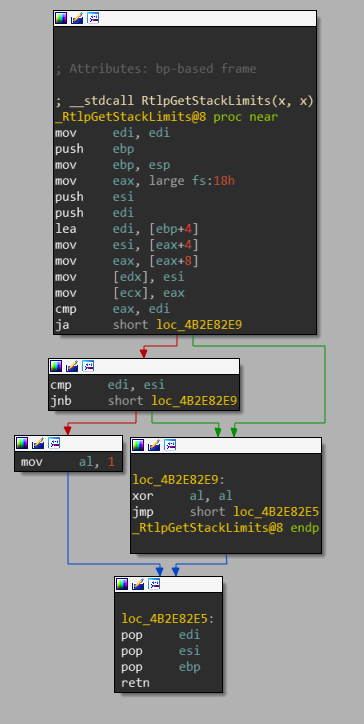 ; Attributes: bp-based frame
; __stdcall RtlpGetStackLimits(x, x)
_RtlpGetStackLimits@8 proc near
mov edi, edi
push ebp
mov ebp, esp
mov eax, large fs:18h
push esi
push edi
lea edi, [ebp+4]
mov esi, [eax+4]
mov eax, [eax+8]
mov [edx], esi
mov [ecx], eax
cmp eax, edi
ja short loc_4B2E82E9
cmp edi, esi
jnb short loc_4B2E82E9
mov al, 1
loc_4B2E82E9:
xor al, al
jmp short loc_4B2E82E5
_RtlpGetStackLimits@8 endp
loc_4B2E82E5:
pop edi
pop esi
pop ebp
retn